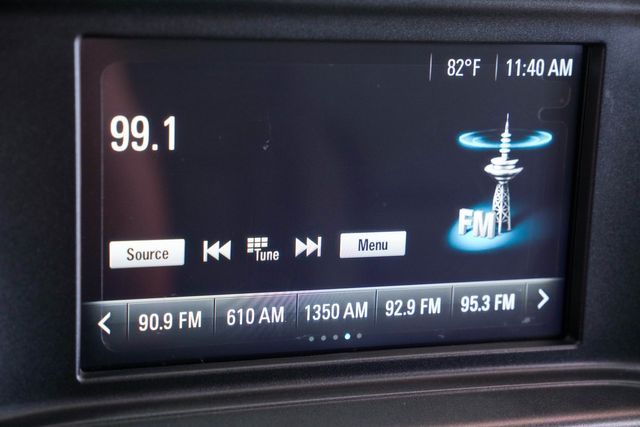 82°F 11:40 AM
99.1
FM
Source Tune Menu
90.9 FM 610 AM 1350 AM 92.9 FM 95.3 FM